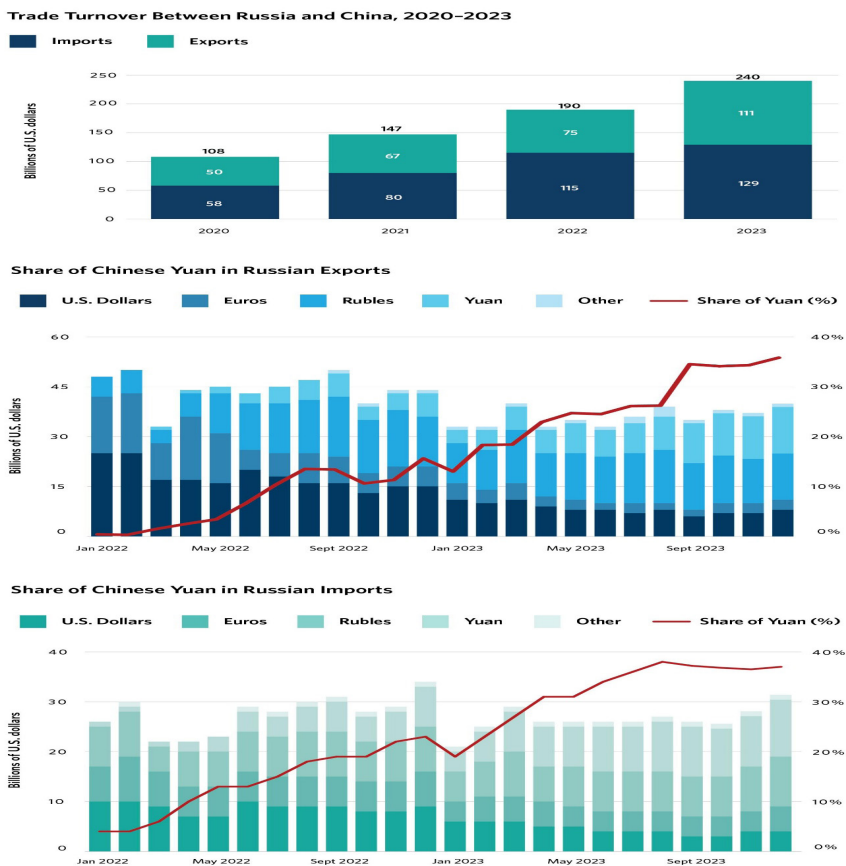 Trade Turnover Between Russia and China, 2020–2023
Imports Exports
Billions of U.S. dollars
250
200
150
100
50
0
108
50
58
147
67
80
190
75
115
240
111
129
2020 2021 2022 2023
Share of Chinese Yuan in Russian Exports
U.S. Dollars Euros Rubles Yuan Other Share of Yuan (%)
Billions of U.S. dollars
60 40%
45 30%
30 20%
15 10%
0 0%
Jan 2022 May 2022 Sept 2022 Jan 2023 May 2023 Sept 2023
Share of Chinese Yuan in Russian Imports
U.S. Dollars Euros Rubles Yuan Other Share of Yuan (%)
Billions of U.S. dollars
40 40%
30 30%
20 20%
10 10%
0 0%
Jan 2022 May 2022 Sept 2022 Jan 2023 May 2023 Sept 2023